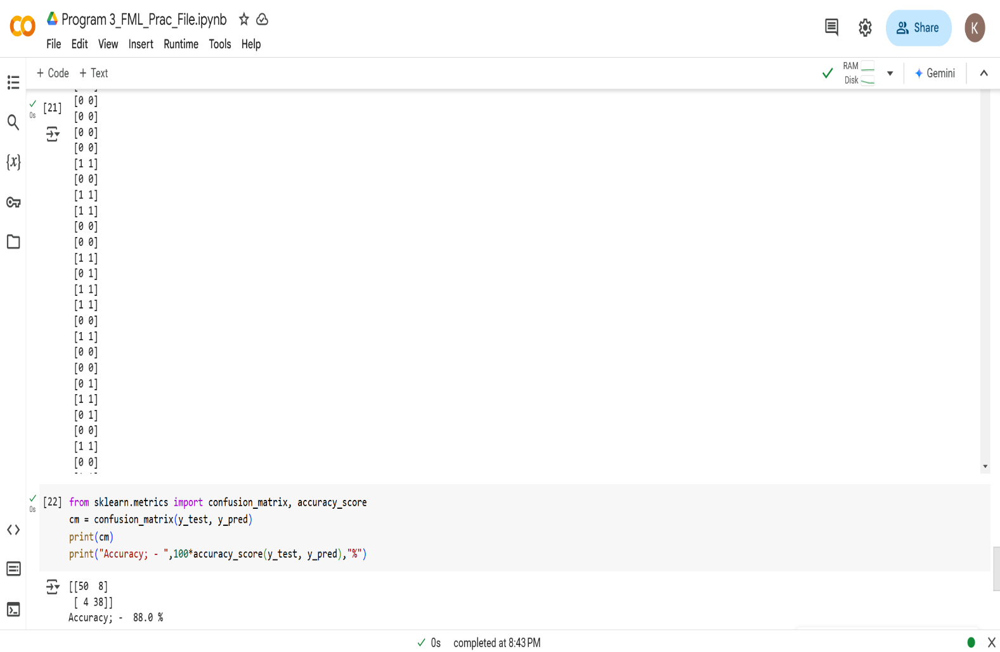 Program 3_FML_Prac_File.ipynb
File Edit View Insert Runtime Tools Help
Share
K
+ Code + Text
RAM
Disk
Gemini
[21]
0s
[0 0]
[0 0]
[0 0]
[0 0]
[1 1]
[0 0]
[1 1]
[1 1]
[0 0]
[0 0]
[1 1]
[0 1]
[1 1]
[1 1]
[0 0]
[1 1]
[0 0]
[0 0]
[0 1]
[1 1]
[0 1]
[0 0]
[1 1]
[0 0]
0s
[22] from sklearn.metrics import confusion_matrix, accuracy_score
cm = confusion_matrix(y_test, y_pred)
print(cm)
print("Accuracy; - ",100*accuracy_score(y_test, y_pred),"%")
[[50  8]
 [ 4 38]]
Accuracy; -  88.0 %
0s completed at 8:43 PM